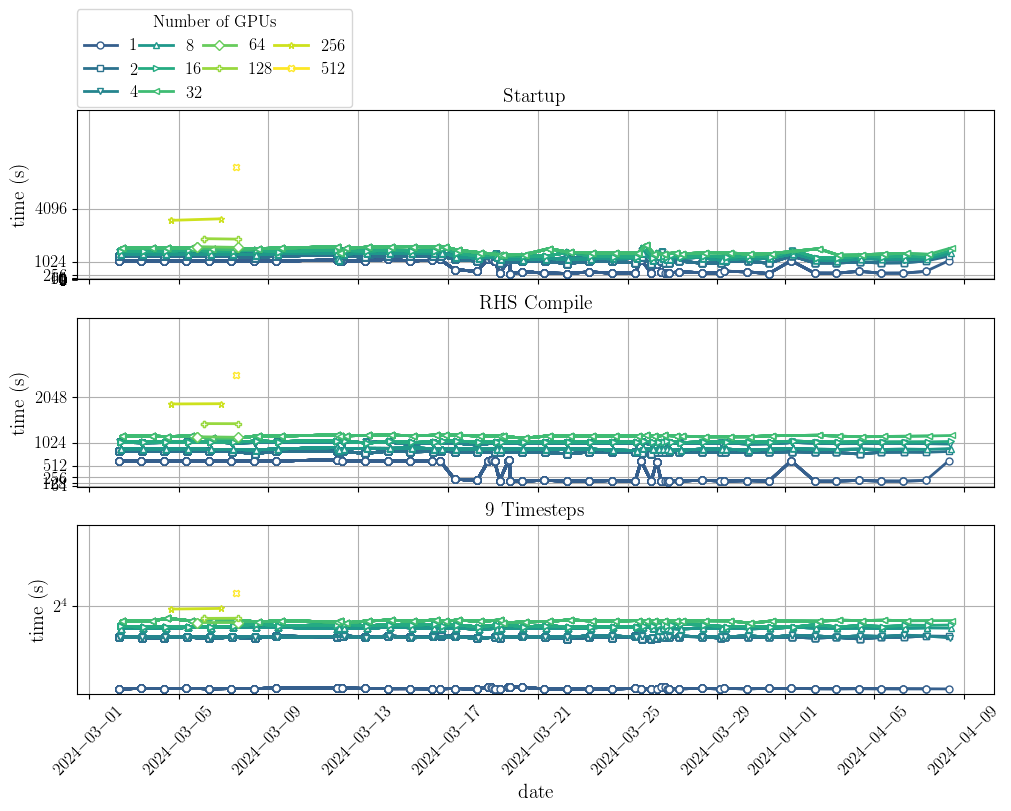 Number of GPUs
1 8 64 256
2 16 128 512
4 32
Startup
time (s)
4096
1024
256
RHS Compile
time (s)
2048
1024
512
256
128
64
9 Timesteps
time (s)
2^4
2024−03−01
2024−03−05
2024−03−09
2024−03−13
2024−03−17
2024−03−21
2024−03−25
2024−03−29
2024−04−01
2024−04−05
2024−04−09
date